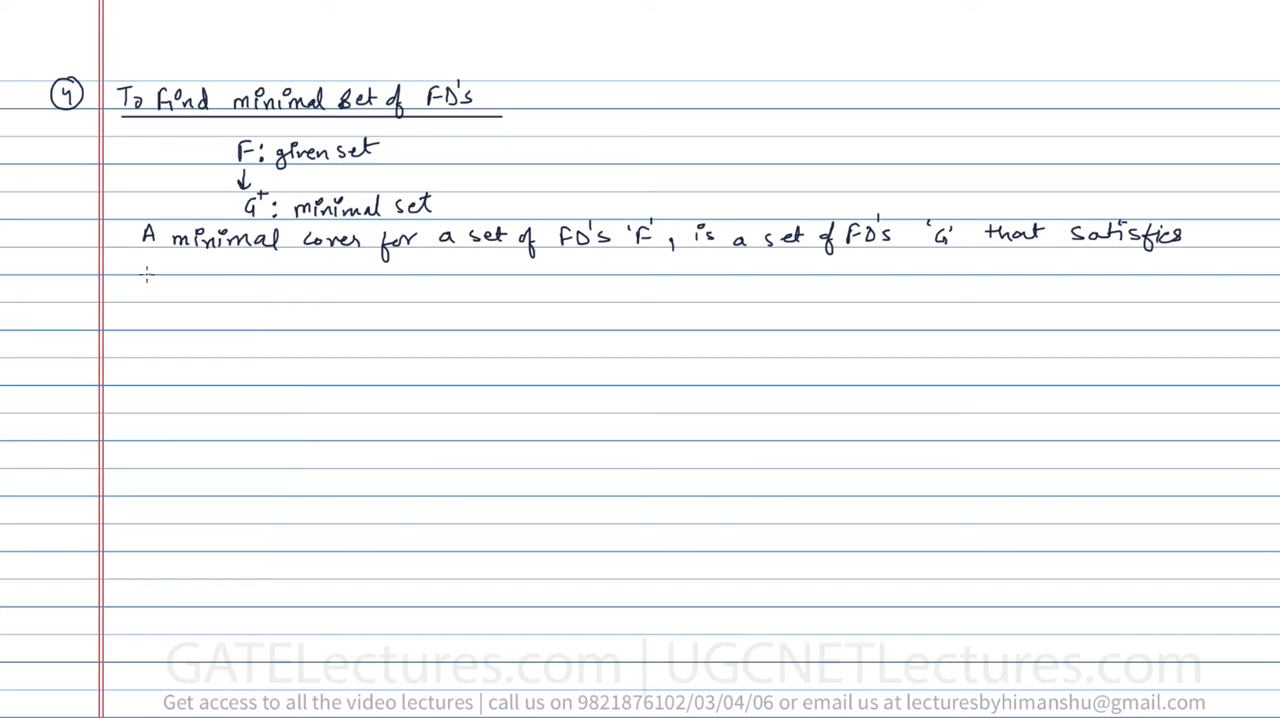 4 To find minimal set of FD's
F: given set
↓
G+: minimal set
A minimal cover for a set of FD's 'F', is a set of FD's 'G' that satisfies
GATELectures.com | UGCNETLectures.com
Get access to all the video lectures | call us on 9821876102/03/04/06 or email us at lecturesbyhimanshu@gmail.com